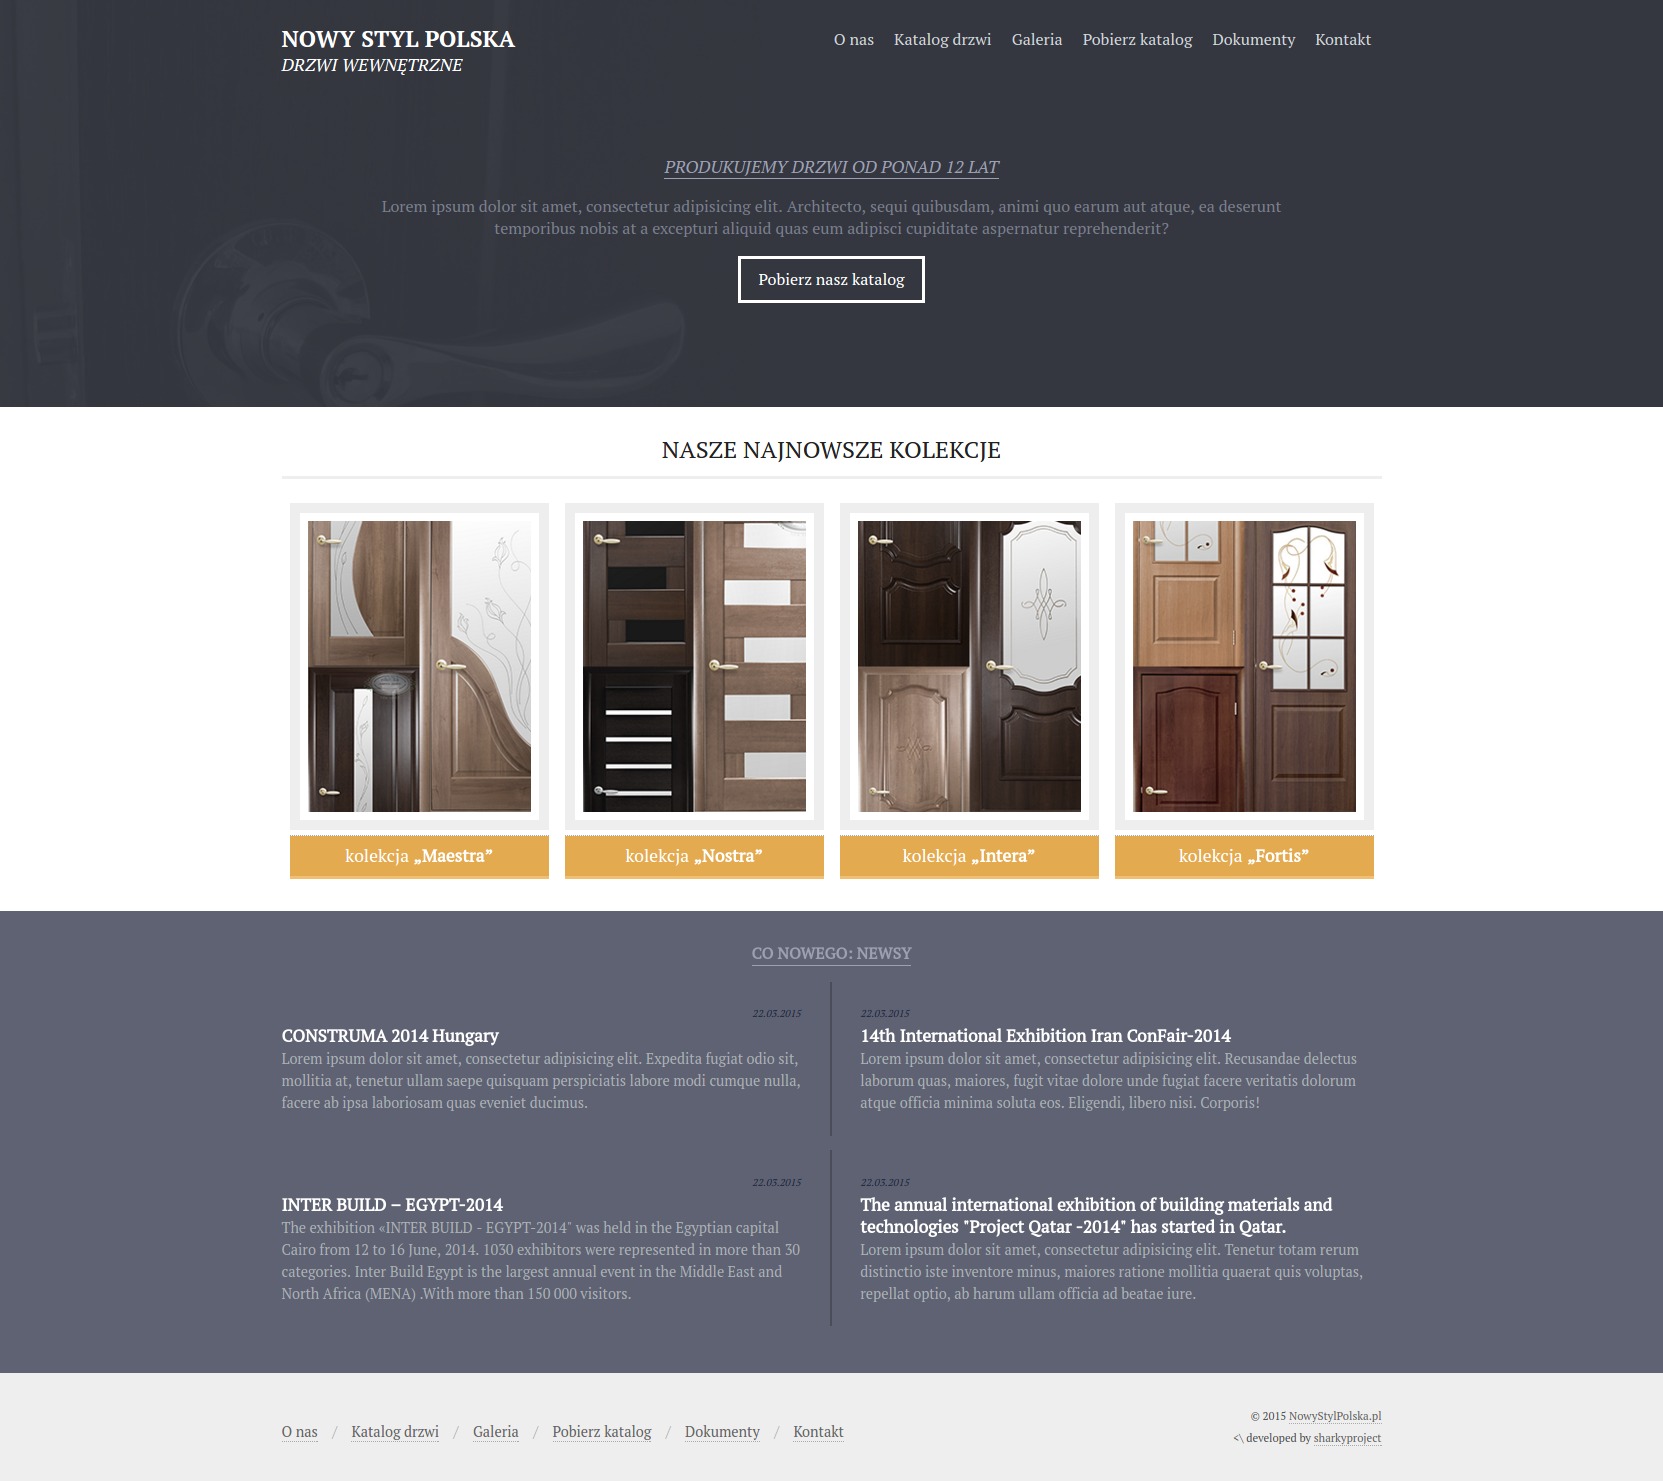 NOWY STYL POLSKA
DRZWI WEWNĘTRZNE
O nas Katalog drzwi Galeria Pobierz katalog Dokumenty Kontakt
PRODUKUJEMY DRZWI OD PONAD 12 LAT
Lorem ipsum dolor sit amet, consectetur adipisicing elit. Architecto, sequi quibusdam, animi quo earum aut atque, ea deserunt
temporibus nobis at a excepturi aliquid quas eum adipisci cupiditate aspernatur reprehenderit?
Pobierz nasz katalog
NASZE NAJNOWSZE KOLEKCJE
kolekcja „Maestra”
kolekcja „Nostra”
kolekcja „Intera”
kolekcja „Fortis”
CO NOWEGO: NEWSY
22.03.2015
CONSTRUMA 2014 Hungary
Lorem ipsum dolor sit amet, consectetur adipisicing elit. Expedita fugiat odio sit,
mollitia at, tenetur ullam saepe quisquam perspiciatis labore modi cumque nulla,
facere ab ipsa laboriosam quas eveniet ducimus.
22.03.2015
14th International Exhibition Iran ConFair-2014
Lorem ipsum dolor sit amet, consectetur adipisicing elit. Recusandae delectus
laborum quas, maiores, fugit vitae dolore unde fugiat facere veritatis dolorum
atque officia minima soluta eos. Eligendi, libero nisi. Corporis!
22.03.2015
INTER BUILD – EGYPT-2014
The exhibition «INTER BUILD - EGYPT-2014" was held in the Egyptian capital
Cairo from 12 to 16 June, 2014. 1030 exhibitors were represented in more than 30
categories. Inter Build Egypt is the largest annual event in the Middle East and
North Africa (MENA) .With more than 150 000 visitors.
22.03.2015
The annual international exhibition of building materials and
technologies "Project Qatar -2014" has started in Qatar.
Lorem ipsum dolor sit amet, consectetur adipisicing elit. Tenetur totam rerum
distinctio iste inventore minus, maiores ratione mollitia quaerat quis voluptas,
repellat optio, ab harum ullam officia ad beatae iure.
O nas / Katalog drzwi / Galeria / Pobierz katalog / Dokumenty / Kontakt
© 2015 NowyStylPolska.pl
<\ developed by sharkyproject